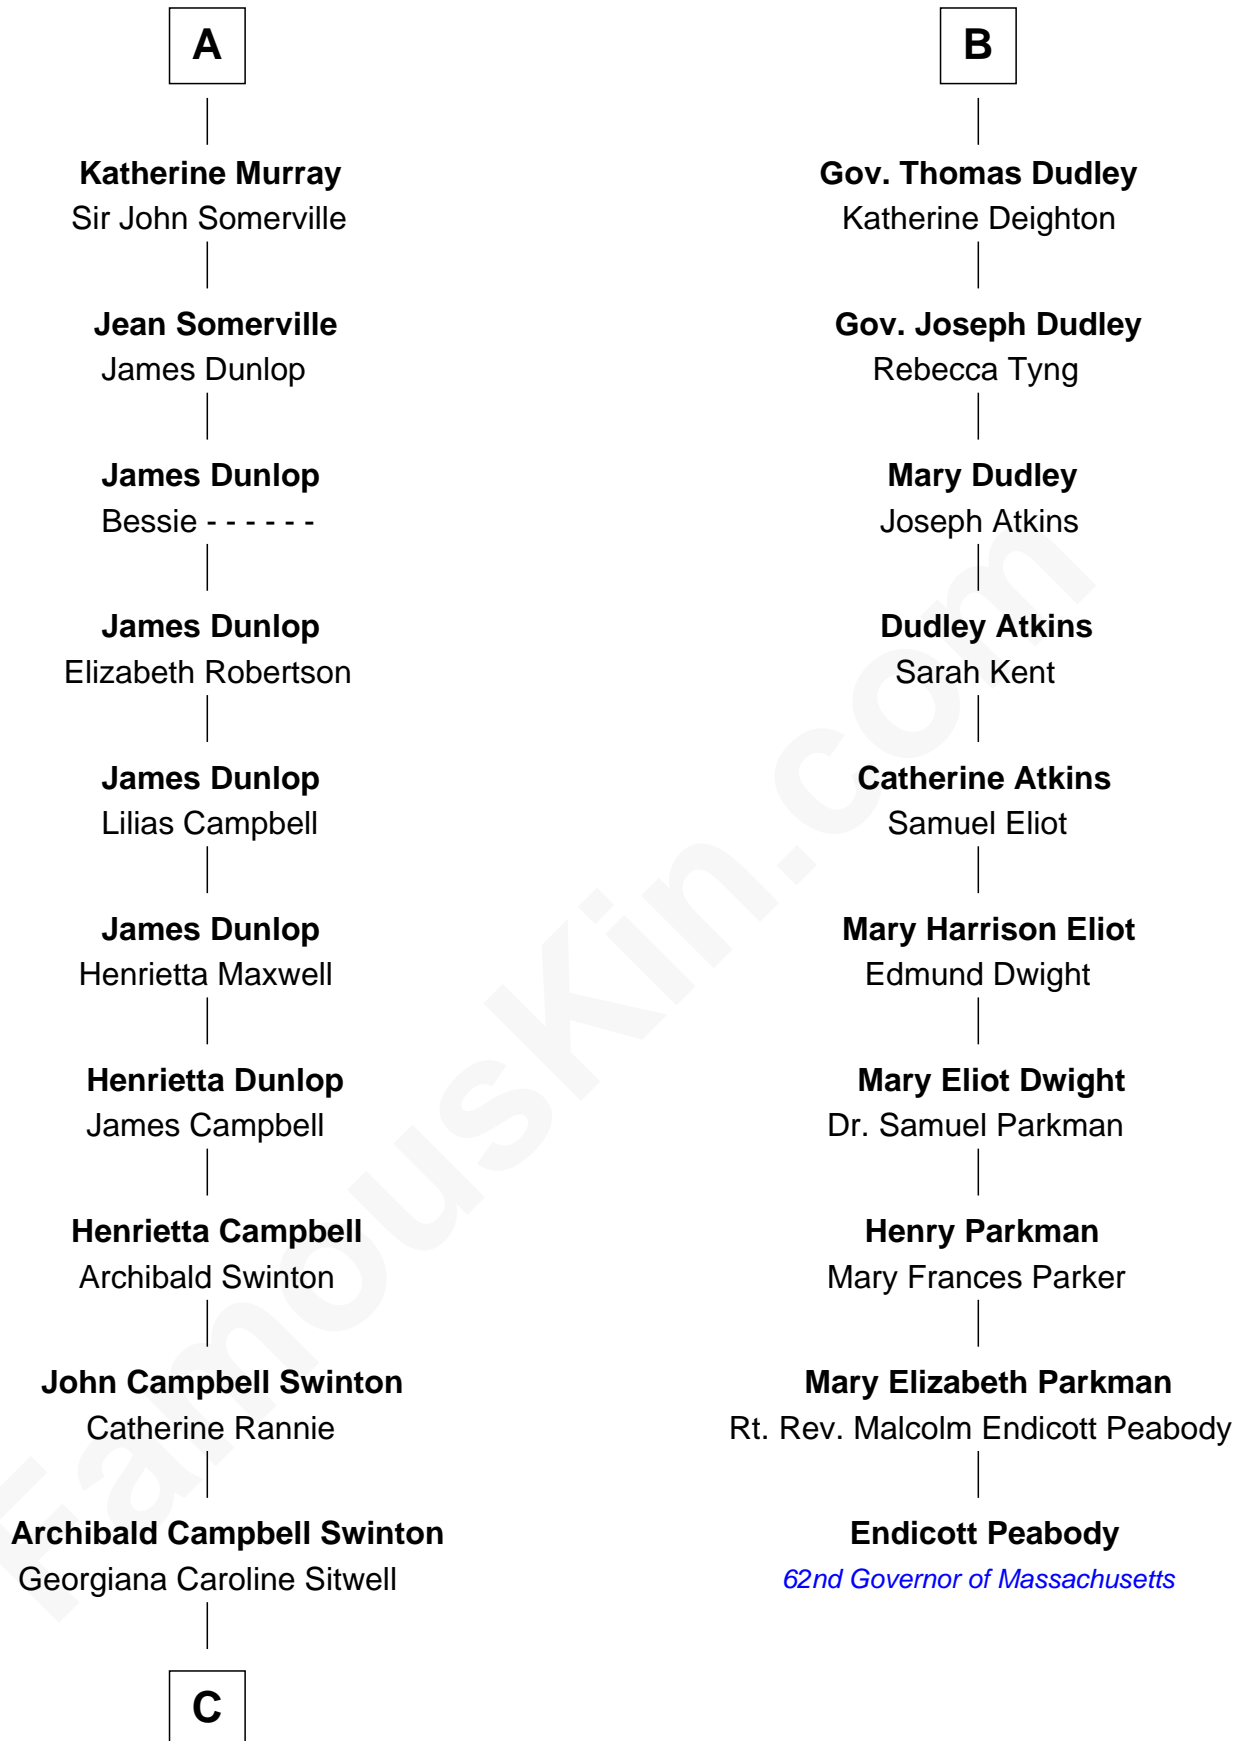 A
Katherine Murray
Sir John Somerville
Jean Somerville
James Dunlop
James Dunlop
Bessie - - - - - -
James Dunlop
Elizabeth Robertson
James Dunlop
Lilias Campbell
James Dunlop
Henrietta Maxwell
Henrietta Dunlop
James Campbell
Henrietta Campbell
Archibald Swinton
John Campbell Swinton
Catherine Rannie
Archibald Campbell Swinton
Georgiana Caroline Sitwell
C
B
Gov. Thomas Dudley
Katherine Deighton
Gov. Joseph Dudley
Rebecca Tyng
Mary Dudley
Joseph Atkins
Dudley Atkins
Sarah Kent
Catherine Atkins
Samuel Eliot
Mary Harrison Eliot
Edmund Dwight
Mary Eliot Dwight
Dr. Samuel Parkman
Henry Parkman
Mary Frances Parker
Mary Elizabeth Parkman
Rt. Rev. Malcolm Endicott Peabody
Endicott Peabody
62nd Governor of Massachusetts
FamousKin.com